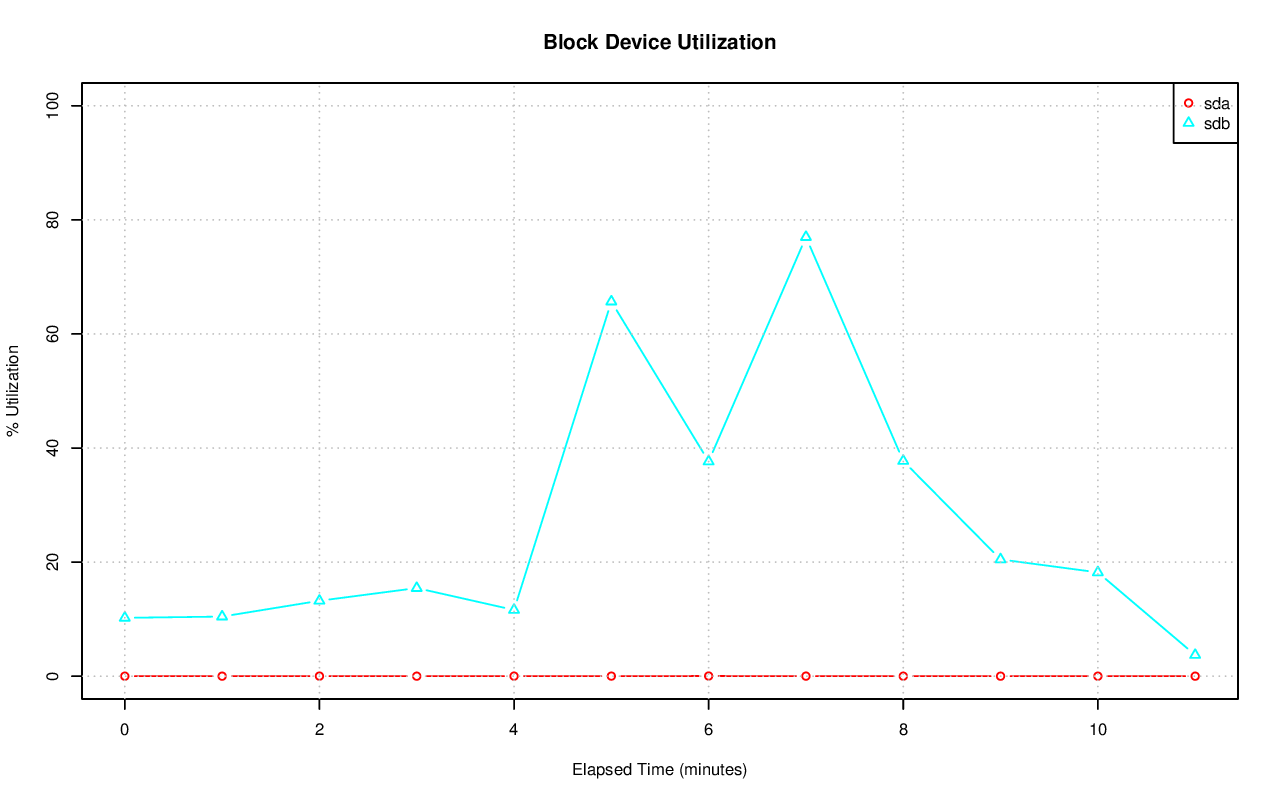 Block Device Utilization
sda
sdb
% Utilization
100
80
60
40
20
0
0 2 4 6 8 10
Elapsed Time (minutes)